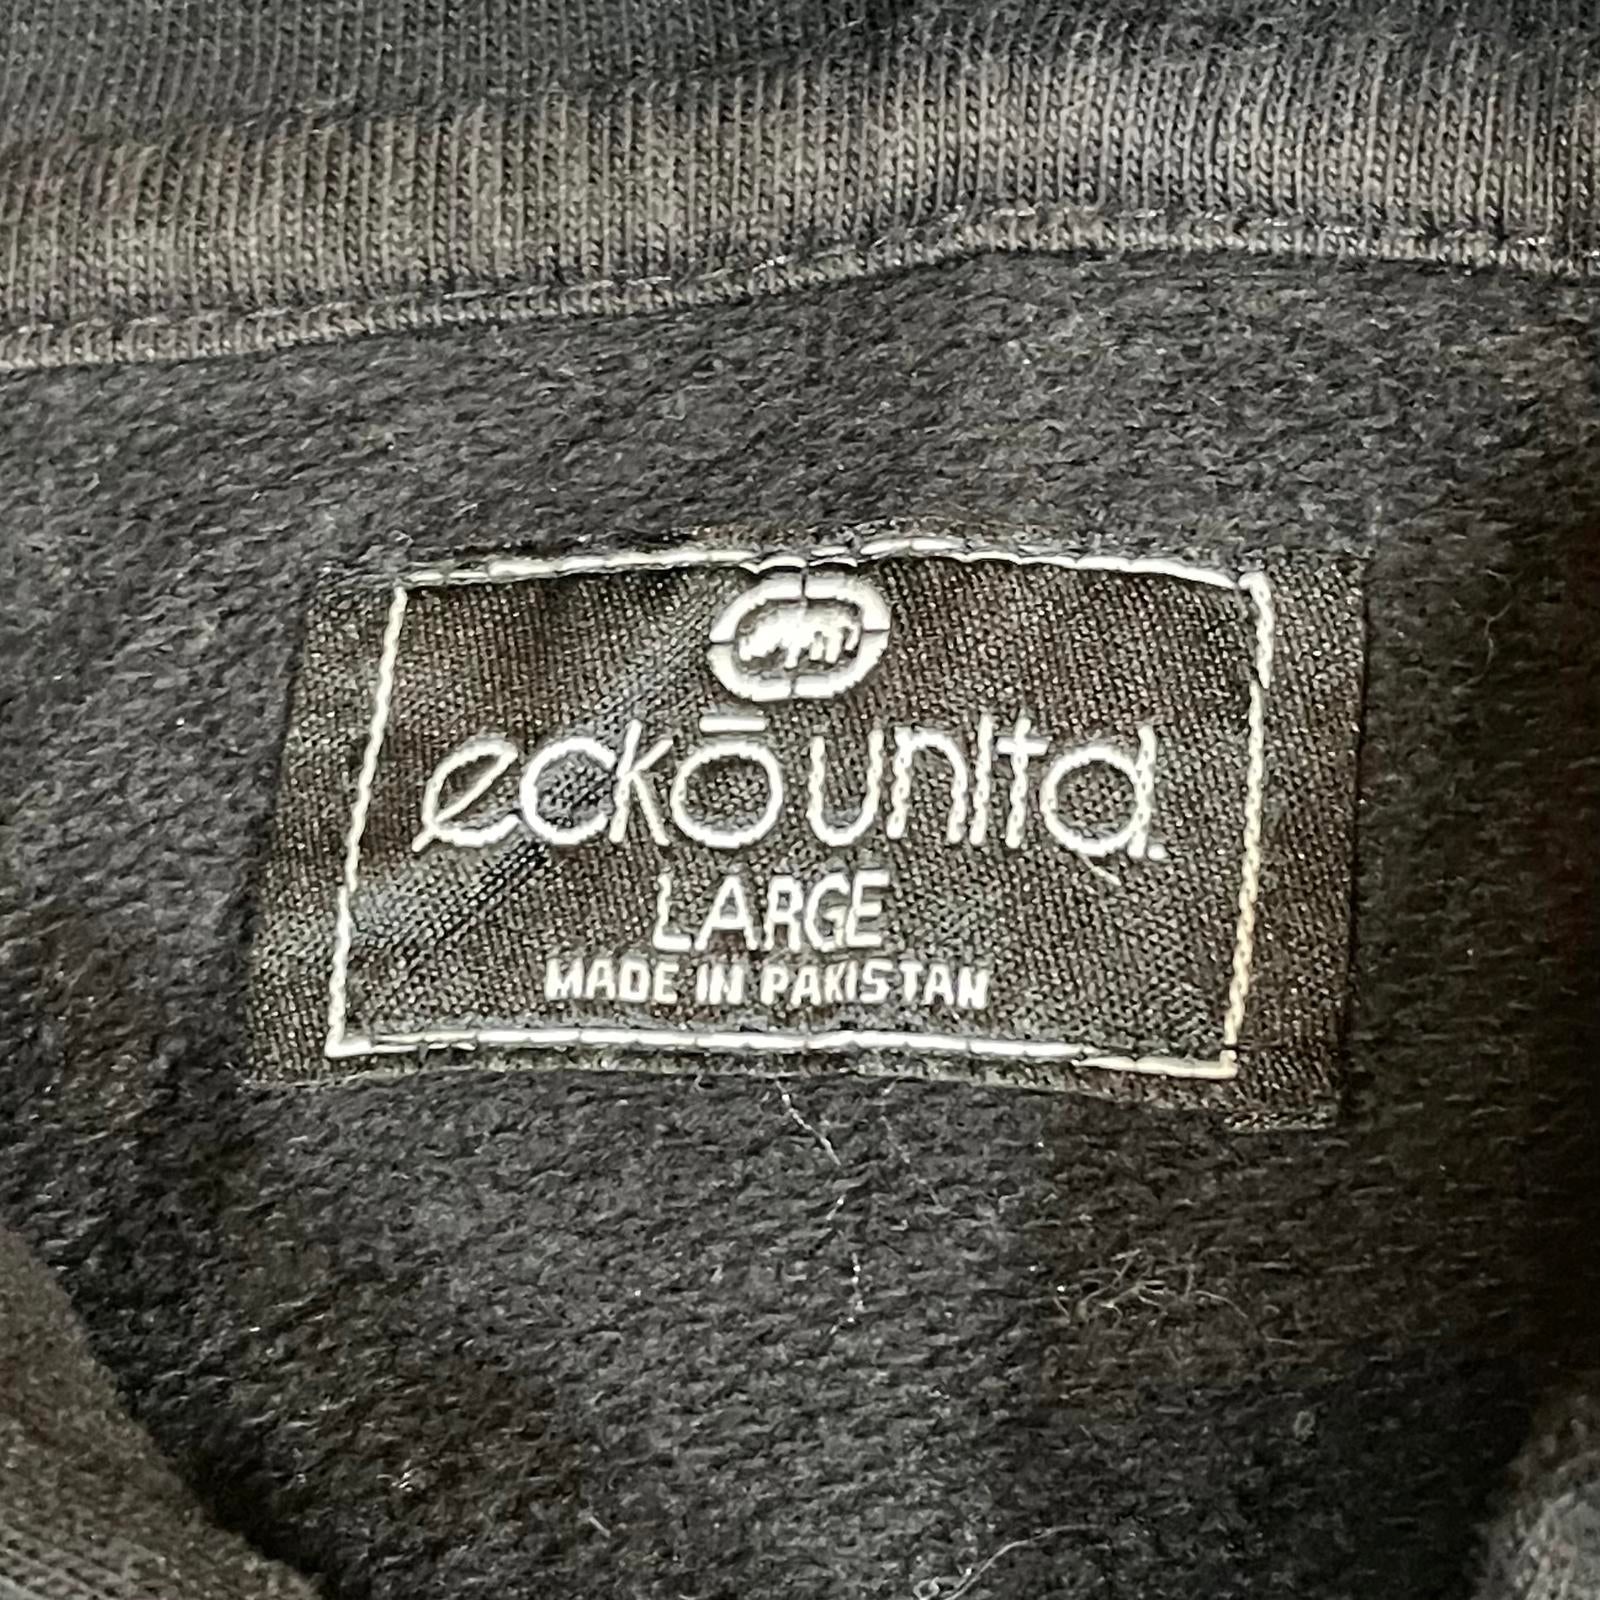 eckō unltd.
LARGE
MADE IN PAKISTAN